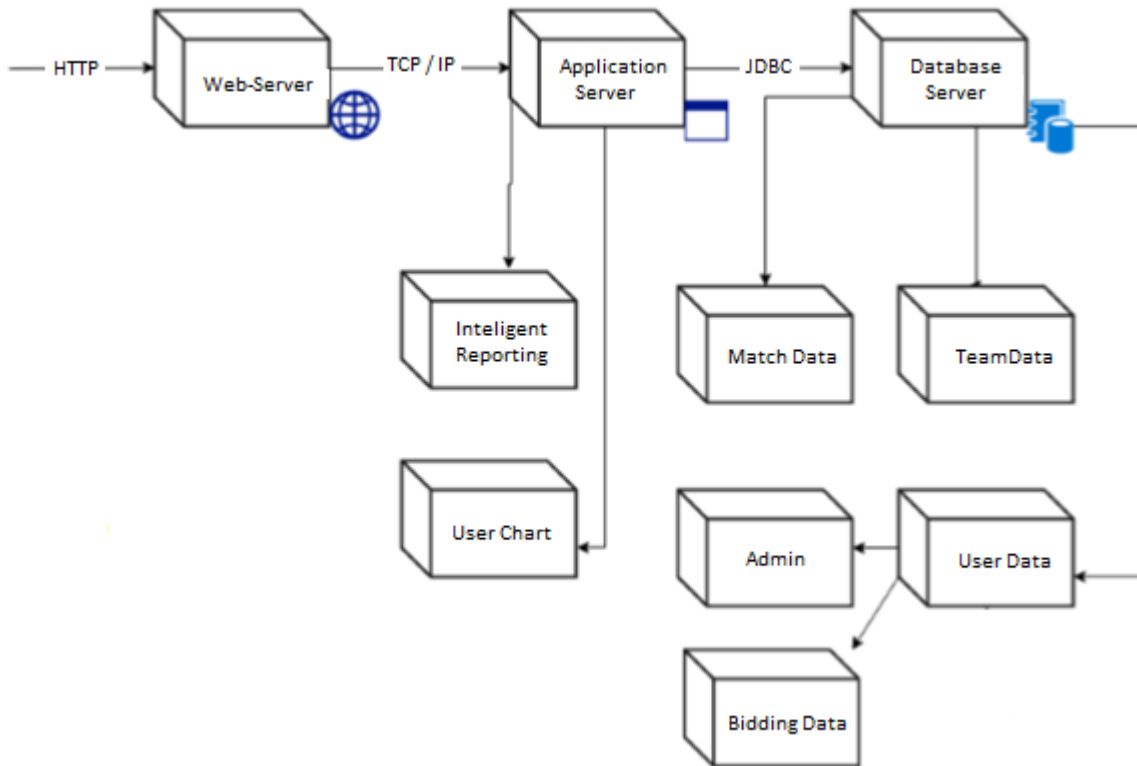 HTTP
Web-Server
TCP / IP
Application
Server
JDBC
Database
Server
Inteligent
Reporting
Match Data
TeamData
User Chart
Admin
User Data
Bidding Data